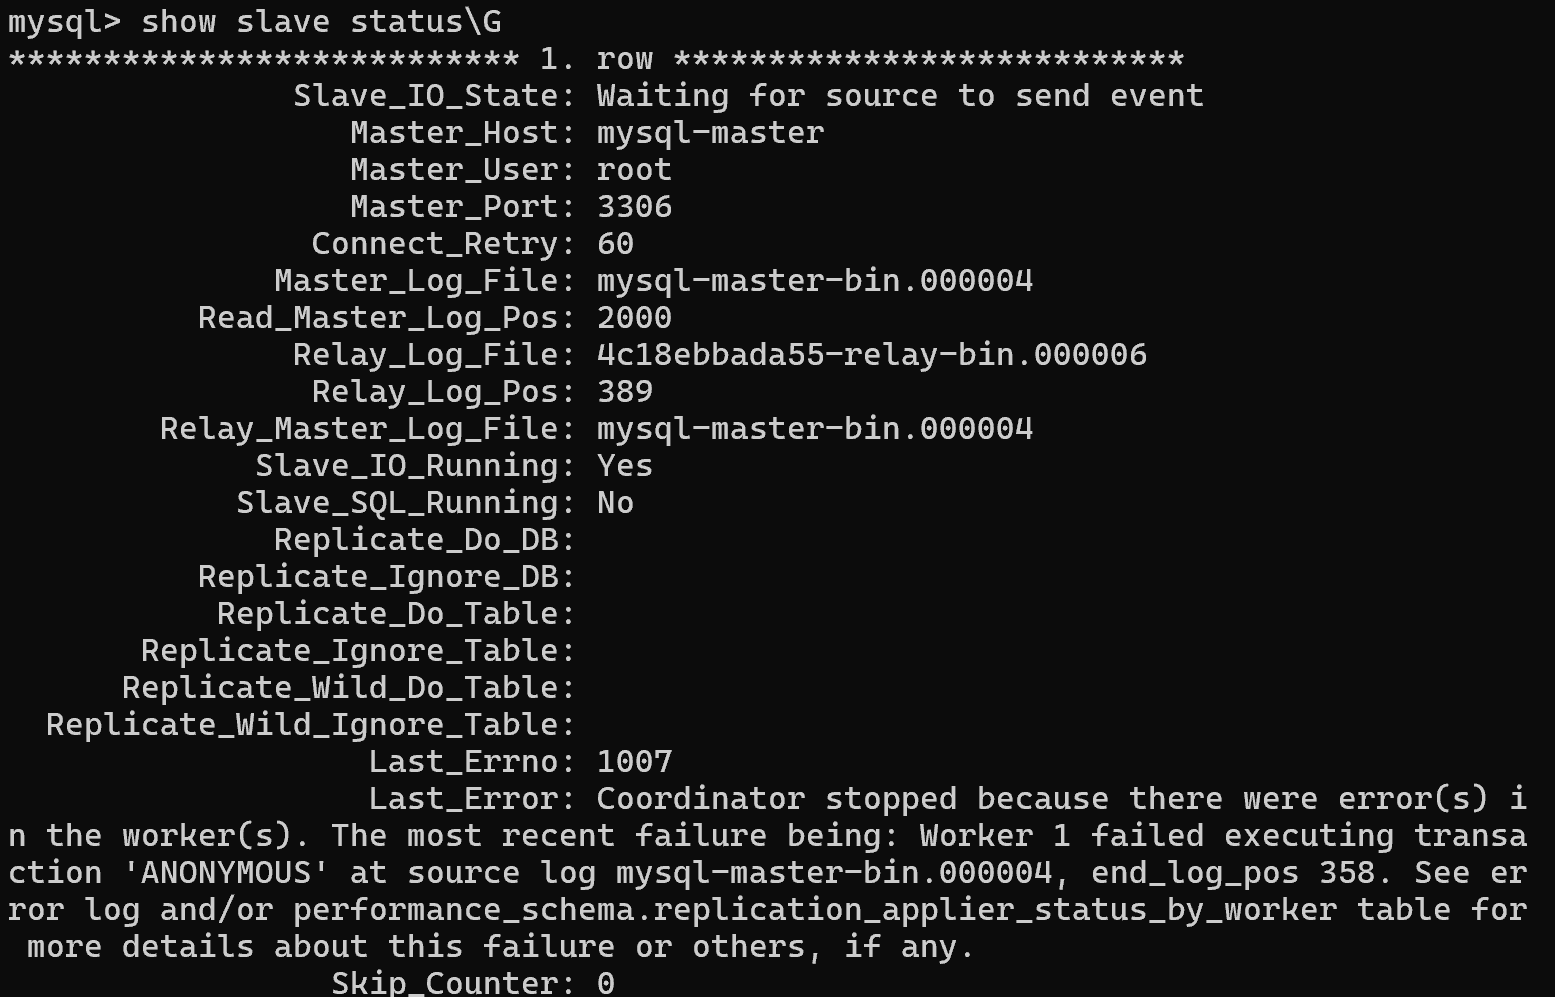 mysql> show slave status\G
*************************** 1. row ***************************
Slave_IO_State: Waiting for source to send event
Master_Host: mysql-master
Master_User: root
Master_Port: 3306
Connect_Retry: 60
Master_Log_File: mysql-master-bin.000004
Read_Master_Log_Pos: 2000
Relay_Log_File: 4c18ebbada55-relay-bin.000006
Relay_Log_Pos: 389
Relay_Master_Log_File: mysql-master-bin.000004
Slave_IO_Running: Yes
Slave_SQL_Running: No
Replicate_Do_DB:
Replicate_Ignore_DB:
Replicate_Do_Table:
Replicate_Ignore_Table:
Replicate_Wild_Do_Table:
Replicate_Wild_Ignore_Table:
Last_Errno: 1007
Last_Error: Coordinator stopped because there were error(s) i
n the worker(s). The most recent failure being: Worker 1 failed executing transa
ction 'ANONYMOUS' at source log mysql-master-bin.000004, end_log_pos 358. See er
ror log and/or performance_schema.replication_applier_status_by_worker table for
more details about this failure or others, if any.
Skip_Counter: 0